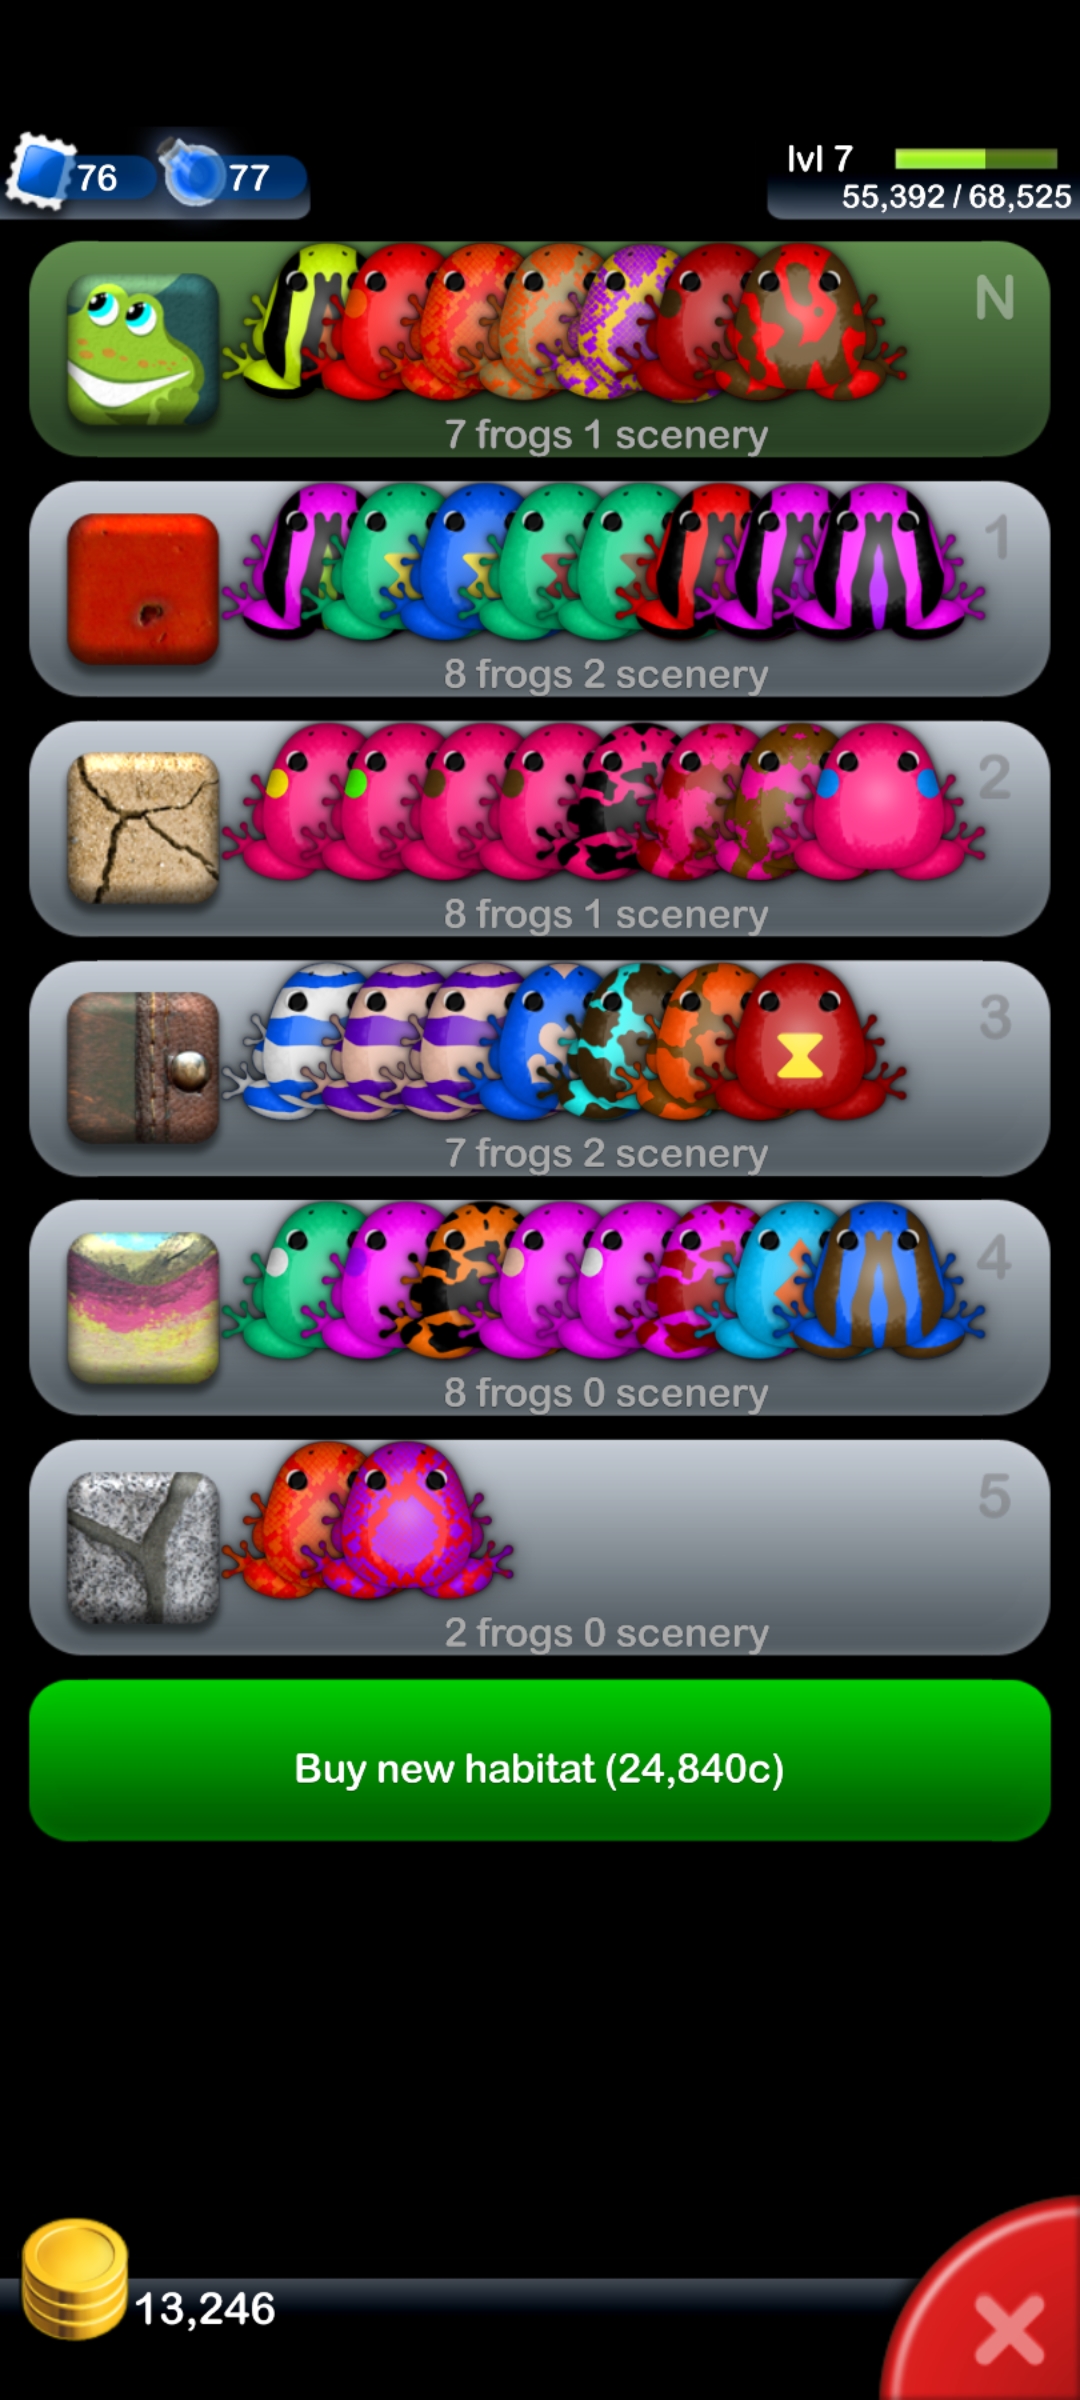 76 77 lvl 7
55,392 / 68,525
N
7 frogs 1 scenery
1
8 frogs 2 scenery
2
8 frogs 1 scenery
3
7 frogs 2 scenery
4
8 frogs 0 scenery
5
2 frogs 0 scenery
Buy new habitat (24,840c)
13,246